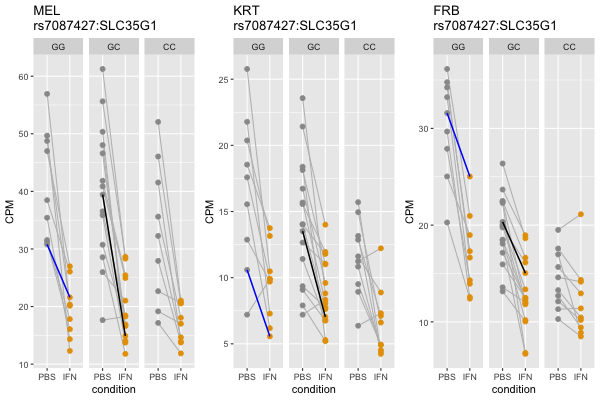 MEL
rs7087427:SLC35G1
GG GC CC
60
50
40
30
20
10
CPM
PBS IFN PBS IFN PBS IFN
condition
KRT
rs7087427:SLC35G1
GG GC CC
25
20
15
10
5
CPM
PBS IFN PBS IFN PBS IFN
condition
FRB
rs7087427:SLC35G1
GG GC CC
30
20
10
CPM
PBS IFN PBS IFN PBS IFN
condition